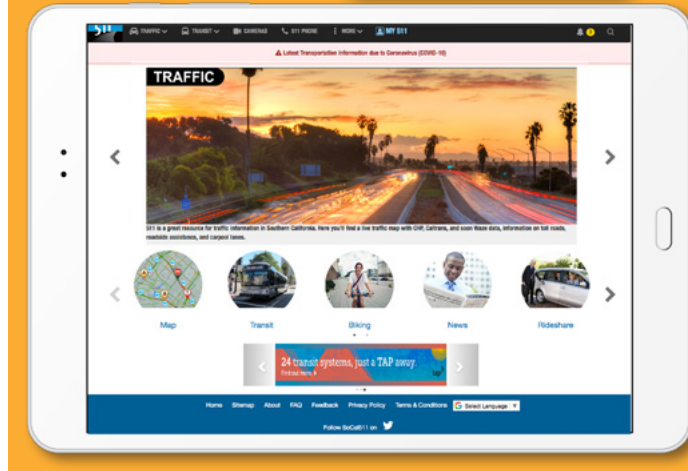 511 TRAFFIC TRANSIT CAMERAS 511 PHONE MORE MY 511
Latest Transportation Information due to Coronavirus (COVID-19)
TRAFFIC
511 is a great resource for traffic information in Southern California. Here you'll find a live traffic map with CHP, Caltrans, and soon Waze data, information on toll roads,
roadside assistance, and carpool lanes.
Map Transit Biking News Rideshare
24 transit systems, just a TAP away.
Find out more.
tap
Home Sitemap About FAQ Feedback Privacy Policy Terms & Conditions G Select Language
Follow SoCal511 on